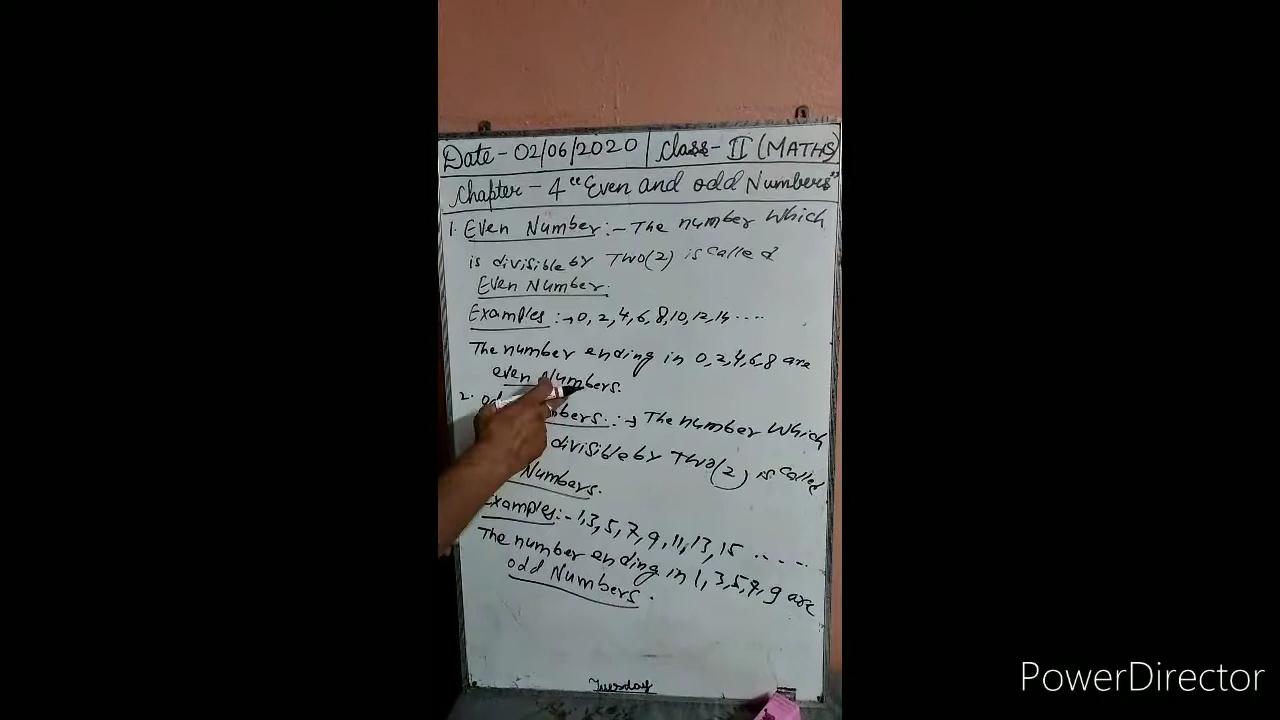 Date - 02/06/2020 | Class - II (MATHS)
Chapter - 4 "Even and odd Numbers"
1. Even Number :- The number which
is divisible by Two(2) is called
Even Number.
Examples :→ 0, 2, 4, 6, 8, 10, 12, 14 ....
The number ending in 0, 2, 4, 6, 8 are
even Numbers.
2. :→ The number which
divisible by Two(2) is called
Numbers.
Examples :- 1, 3, 5, 7, 9, 11, 13, 15 .....
The number ending in 1, 3, 5, 7, 9 are
odd Numbers.
Tuesday
PowerDirector